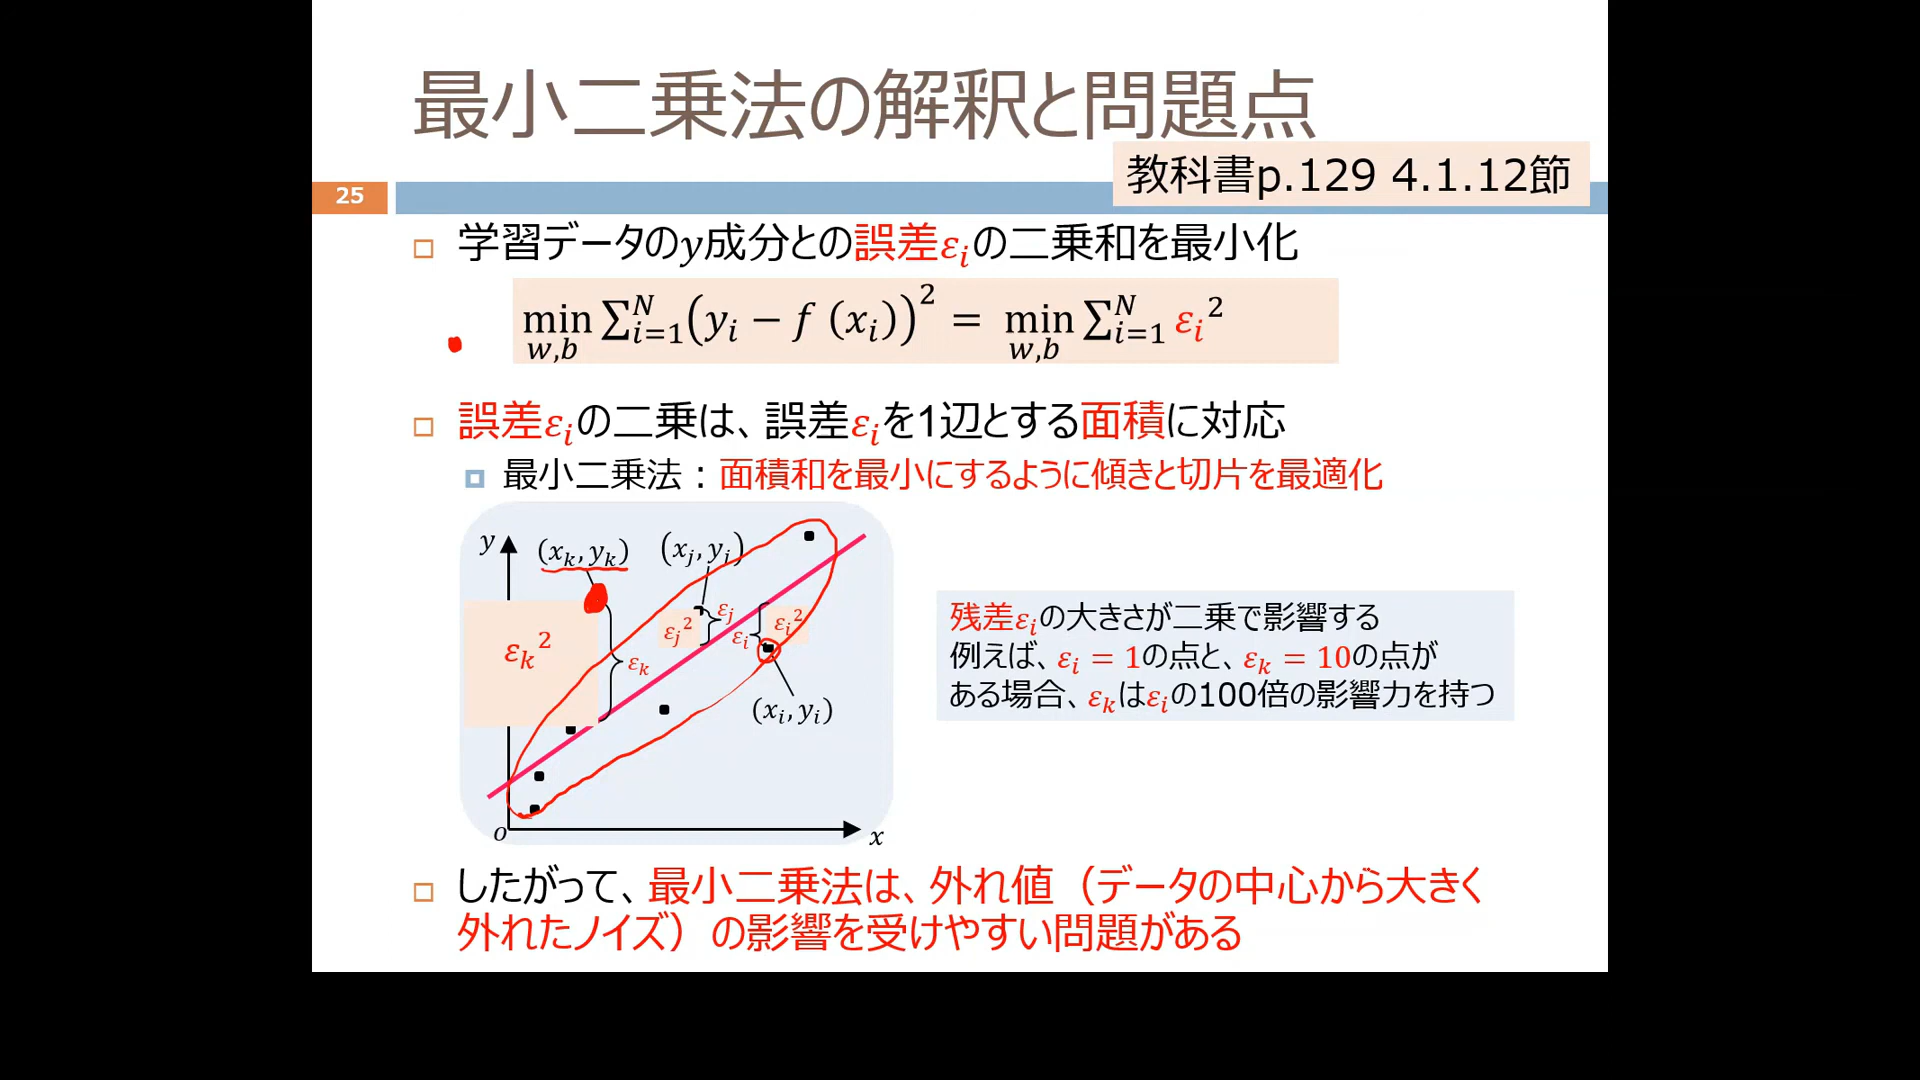 最小二乗法の解釈と問題点
教科書p.129 4.1.12節
25
学習データのy成分との誤差εᵢの二乗和を最小化
min_{w,b} ∑_{i=1}^{N} (yᵢ − f (xᵢ))² = min_{w,b} ∑_{i=1}^{N} εᵢ²
誤差εᵢの二乗は、誤差εᵢを1辺とする面積に対応
最小二乗法：面積和を最小にするように傾きと切片を最適化
y
(xₖ, yₖ)
(xⱼ, yᵢ)
εₖ²
εₖ
εⱼ²
εⱼ
εᵢ
εᵢ²
(xᵢ, yᵢ)
o
x
残差εᵢの大きさが二乗で影響する
例えば、εᵢ = 1の点と、εₖ = 10の点が
ある場合、εₖはεᵢの100倍の影響力を持つ
したがって、最小二乗法は、外れ値（データの中心から大きく
外れたノイズ）の影響を受けやすい問題がある